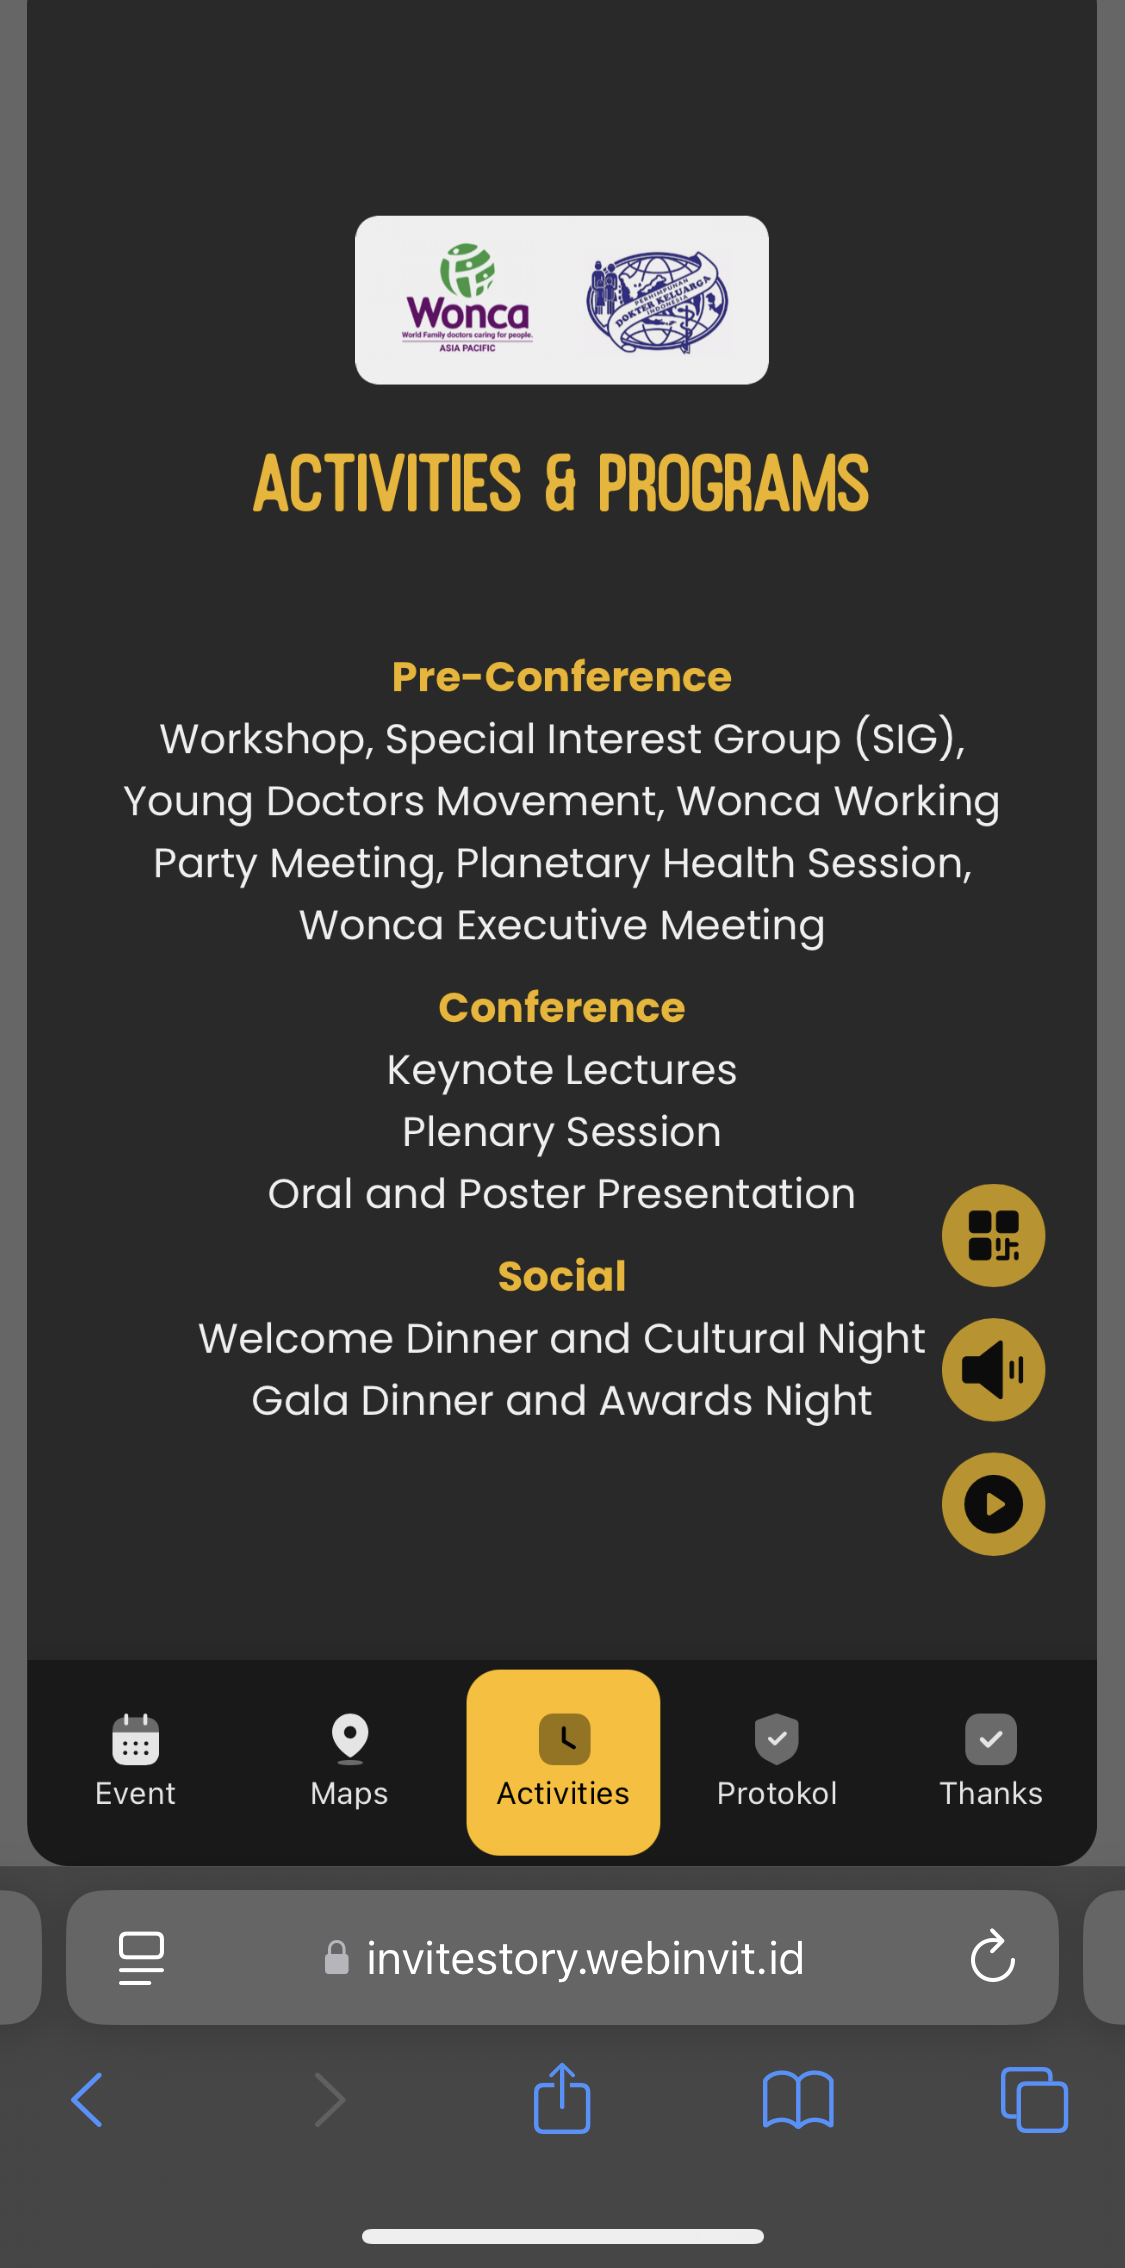 Wonca
World Family doctors caring for people.
ASIA PACIFIC
PERHIMPUNAN
DOKTER KELUARGA
INDONESIA
ACTIVITIES & PROGRAMS
Pre-Conference
Workshop, Special Interest Group (SIG),
Young Doctors Movement, Wonca Working
Party Meeting, Planetary Health Session,
Wonca Executive Meeting
Conference
Keynote Lectures
Plenary Session
Oral and Poster Presentation
Social
Welcome Dinner and Cultural Night
Gala Dinner and Awards Night
Event
Maps
Activities
Protokol
Thanks
invitestory.webinvit.id